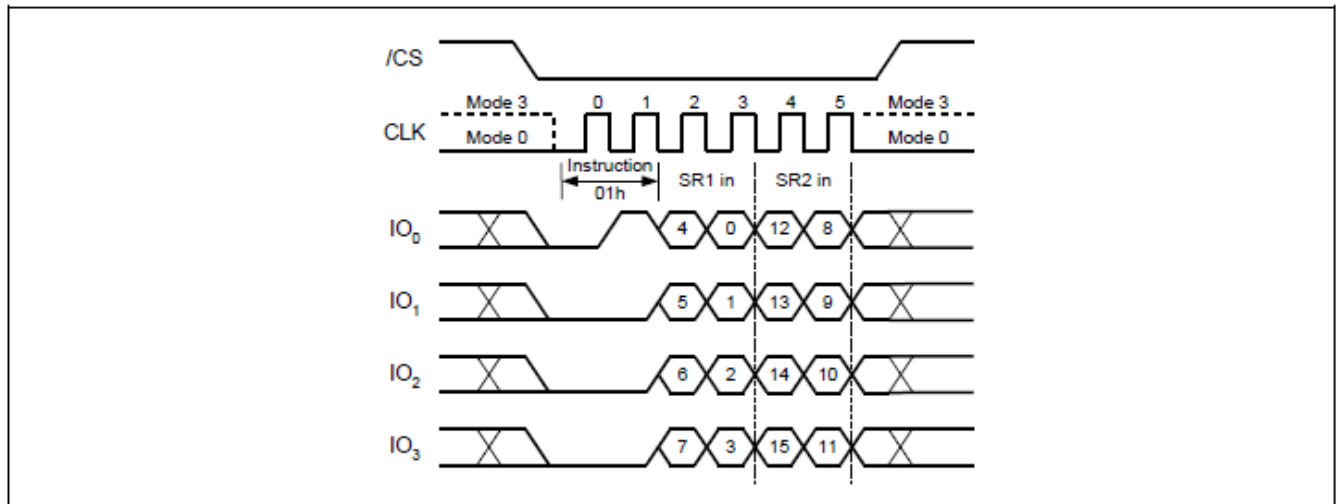 /CS
Mode 3 0 1 2 3 4 5 Mode 3
CLK Mode 0 Mode 0
Instruction
01h SR1 in SR2 in
IO₀ 4 0 12 8
IO₁ 5 1 13 9
IO₂ 6 2 14 10
IO₃ 7 3 15 11